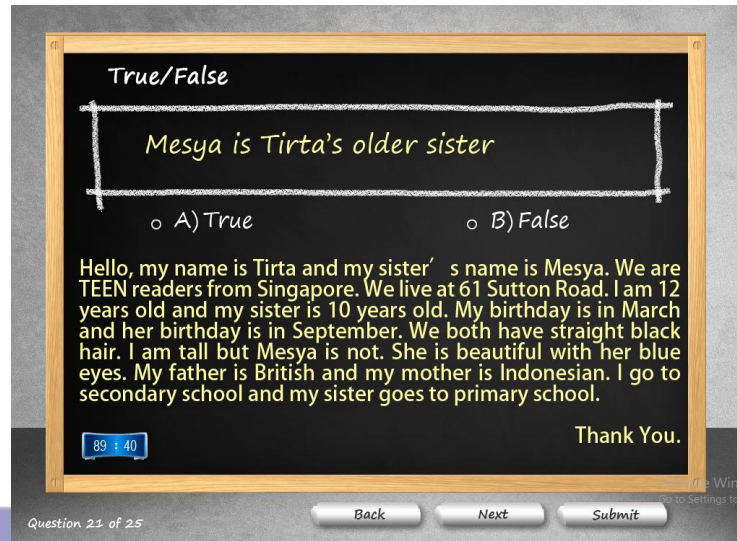 True/False
Mesya is Tirta's older sister
A) True
B) False
Hello, my name is Tirta and my sister′ s name is Mesya. We are
TEEN readers from Singapore. We live at 61 Sutton Road. I am 12
years old and my sister is 10 years old. My birthday is in March
and her birthday is in September. We both have straight black
hair. I am tall but Mesya is not. She is beautiful with her blue
eyes. My father is British and my mother is Indonesian. I go to
secondary school and my sister goes to primary school.
Thank You.
89 : 40
Win
Go to Settings to
Question 21 of 25
Back
Next
Submit